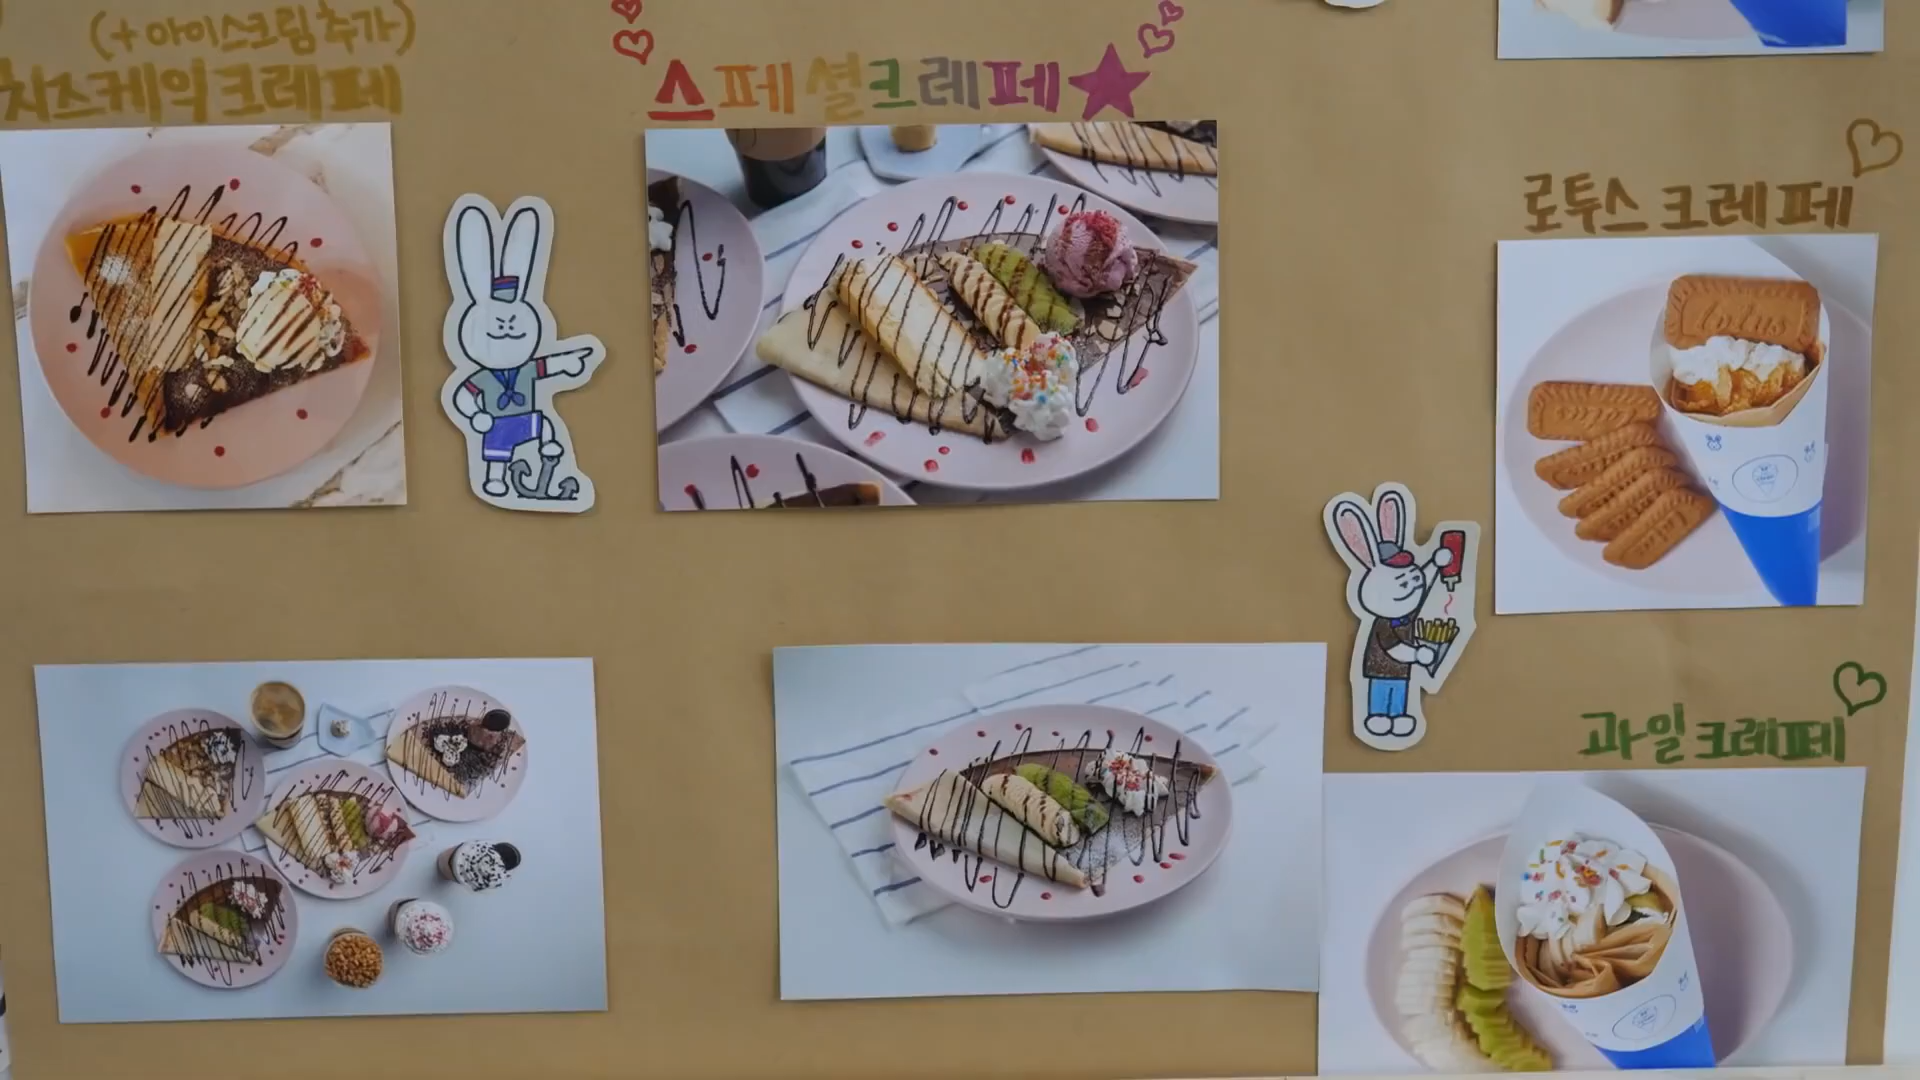 (+아이스크림 추가)
치즈케익크레페
스페셜크레페
로투스 크레페
Lotus
과일크레페